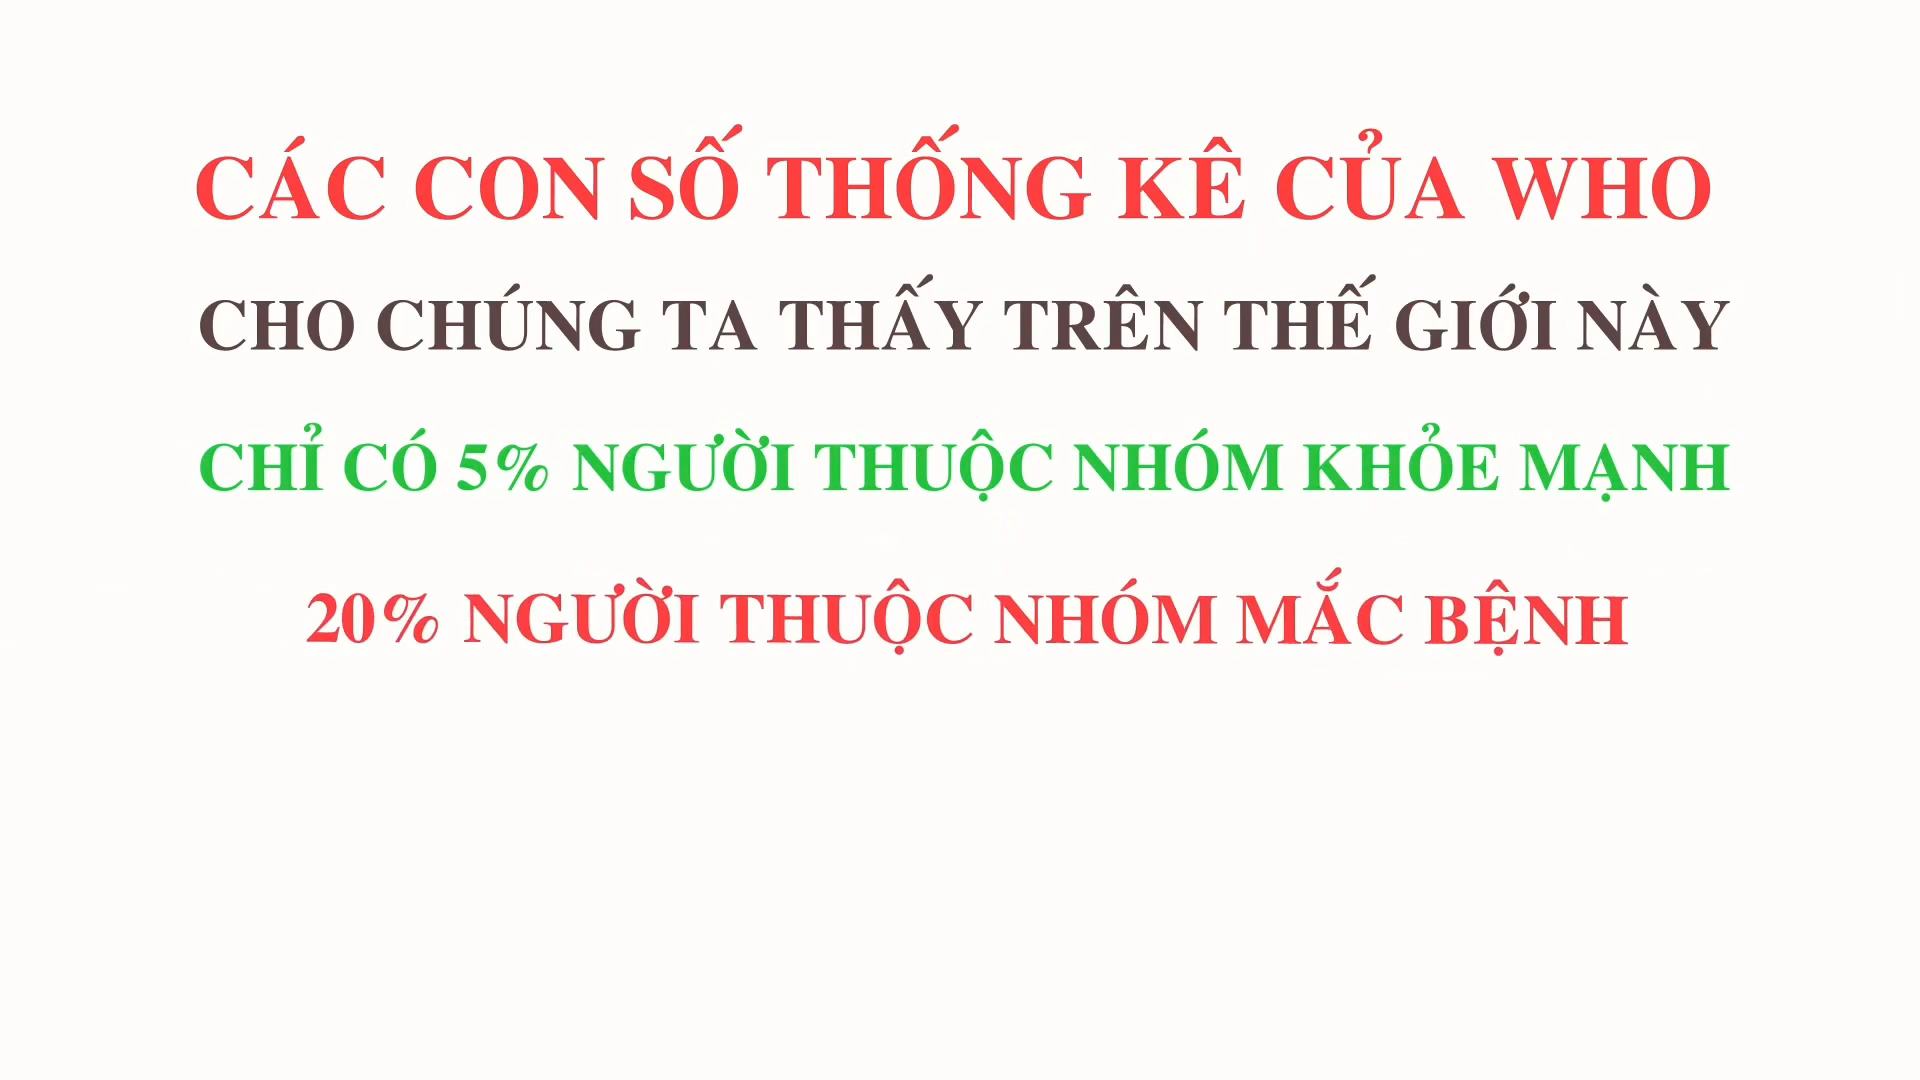 CÁC CON SỐ THỐNG KÊ CỦA WHO
CHO CHÚNG TA THẤY TRÊN THẾ GIỚI NÀY
CHỈ CÓ 5% NGƯỜI THUỘC NHÓM KHỎE MẠNH
20% NGƯỜI THUỘC NHÓM MẮC BỆNH